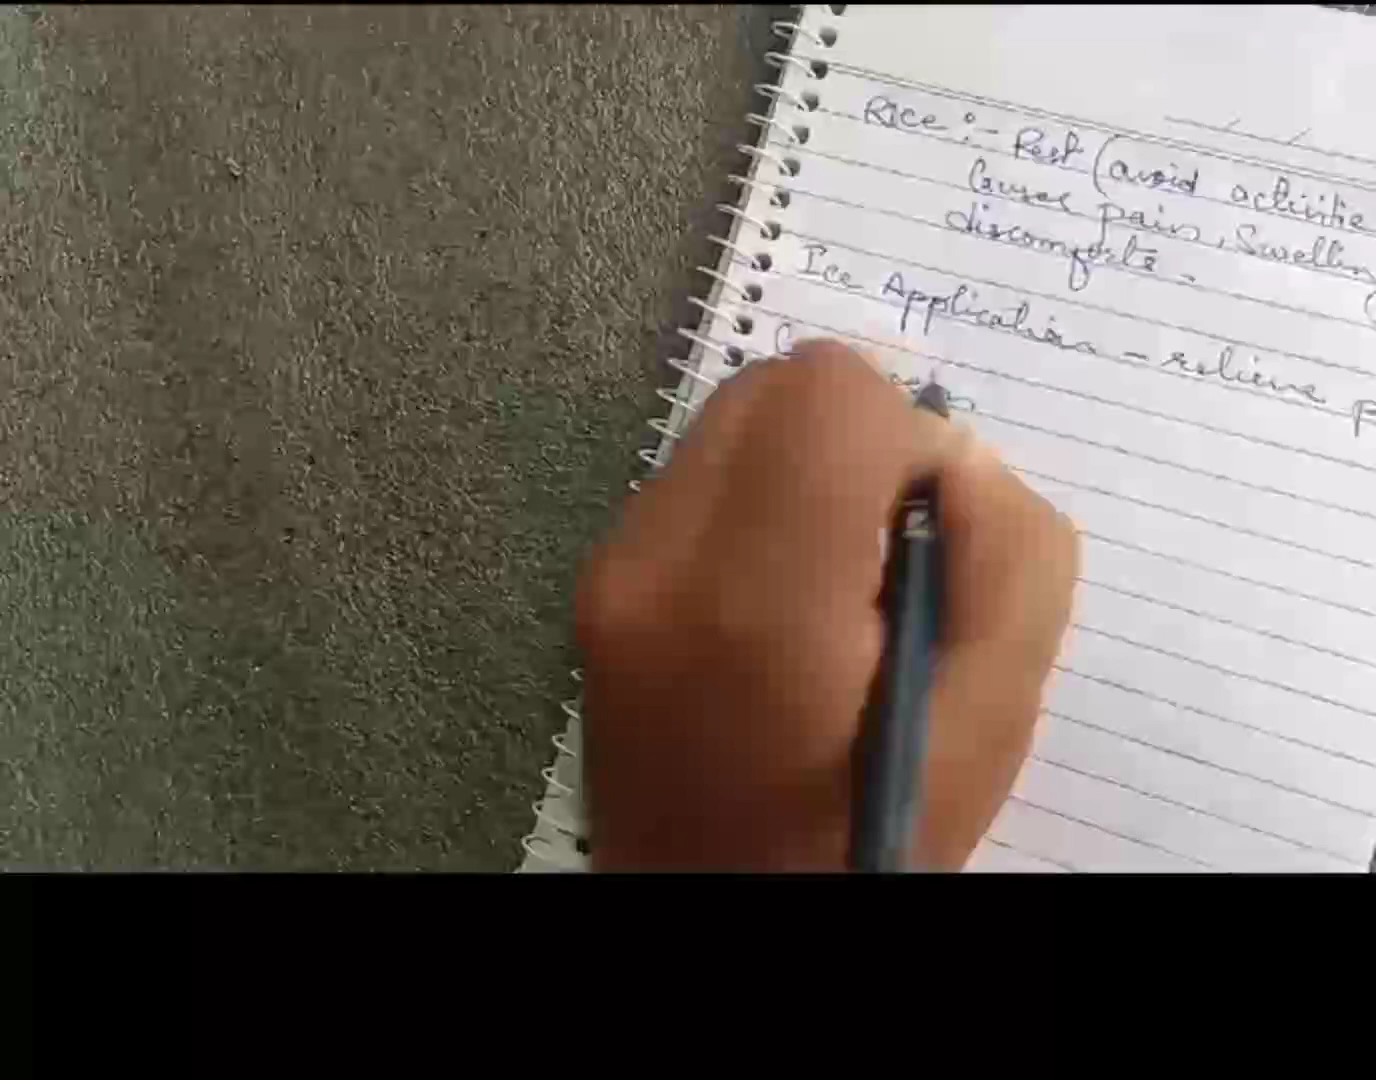 Rice :- Rest (avoid activitie
Causes pain, Swelling
discomforts -
Ice Application - relieve P
C